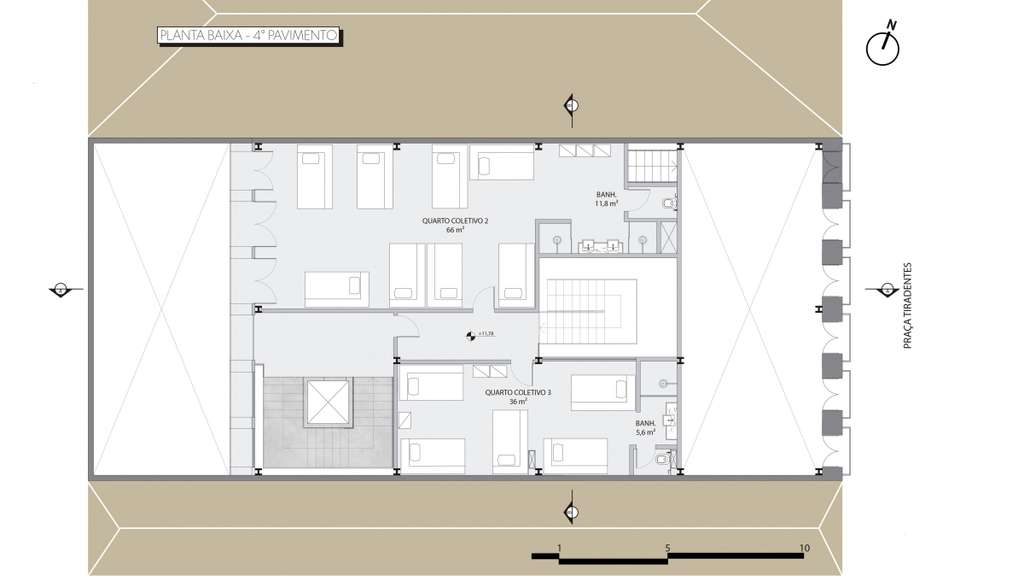 PLANTA BAIXA - 4° PAVIMENTO
N
BANH.
11,8 m²
QUARTO COLETIVO 2
66 m²
PRAÇA TIRADENTES
+11,78
QUARTO COLETIVO 3
36 m²
BANH.
5,6 m²
1
5
10